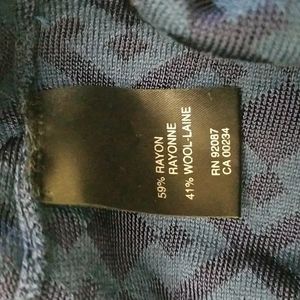 59% RAYON
RAYONNE
41% WOOL-LAINE
RN 92087
CA 00234